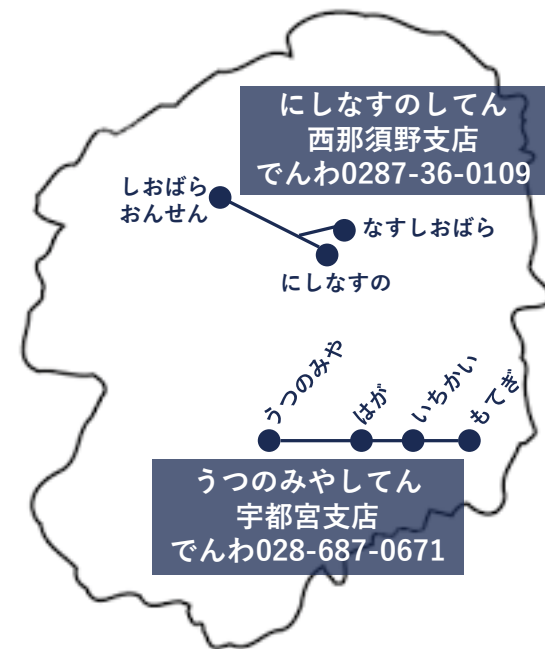 にしなすのしてん
西那須野支店
でんわ0287-36-0109
しおばら
おんせん
なすしおばら
にしなすの
うつのみや
はが
いちかい
もてぎ
うつのみやしてん
宇都宮支店
でんわ028-687-0671